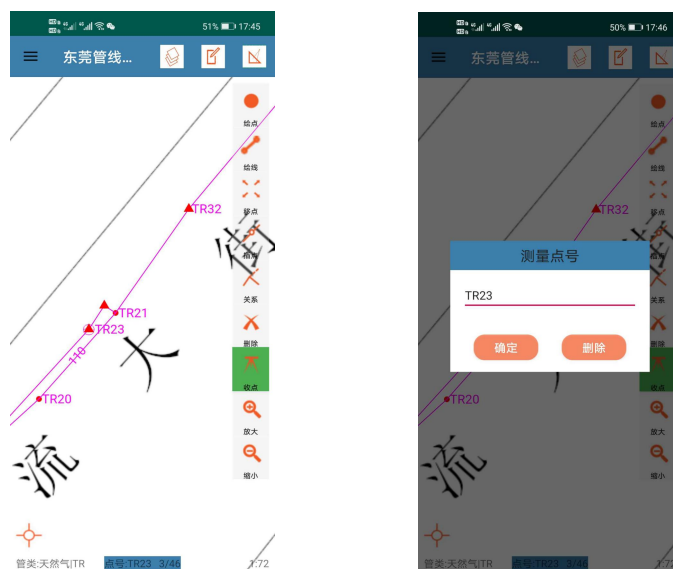 51% 17:45
东莞管线...
绘点
绘线
TR32
移点
街
关系
TR21
TR23
删除
110
大
收点
TR20
放大
流
缩小
管类:天然气|TR 点号:TR23 3/46 1:72
50% 17:46
东莞管线...
绘点
绘线
TR32
移点
测量点号
TR23
关系
确定 删除
删除
收点
TR20
放大
流
缩小
管类:天然气|TR 点号:TR23 3/46 1:72